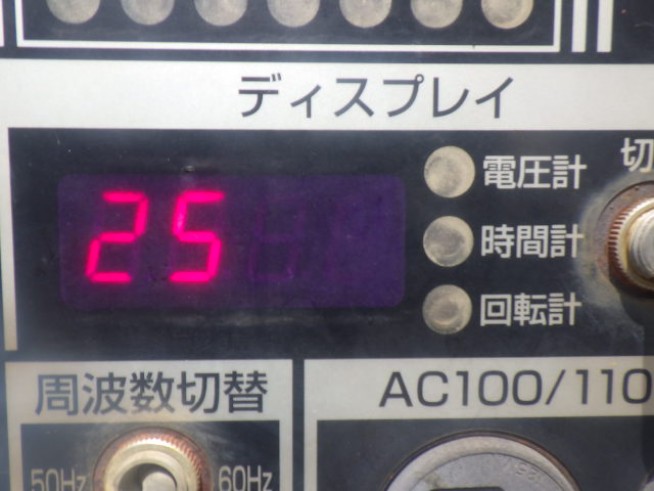 ディスプレイ
25
電圧計
切
時間計
回転計
周波数切替
AC100/110
50Hz
60Hz